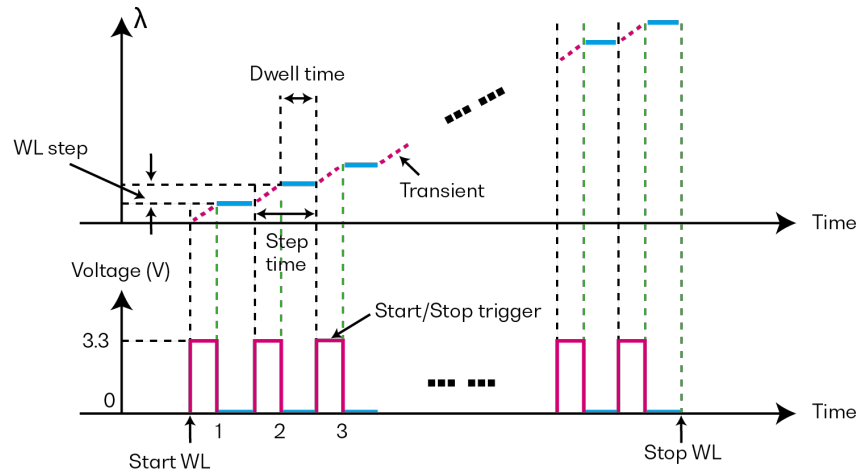 λ
Dwell time
WL step
Transient
Time
Step
time
Voltage (V)
Start/Stop trigger
3.3
0
Time
1 2 3
Start WL
Stop WL